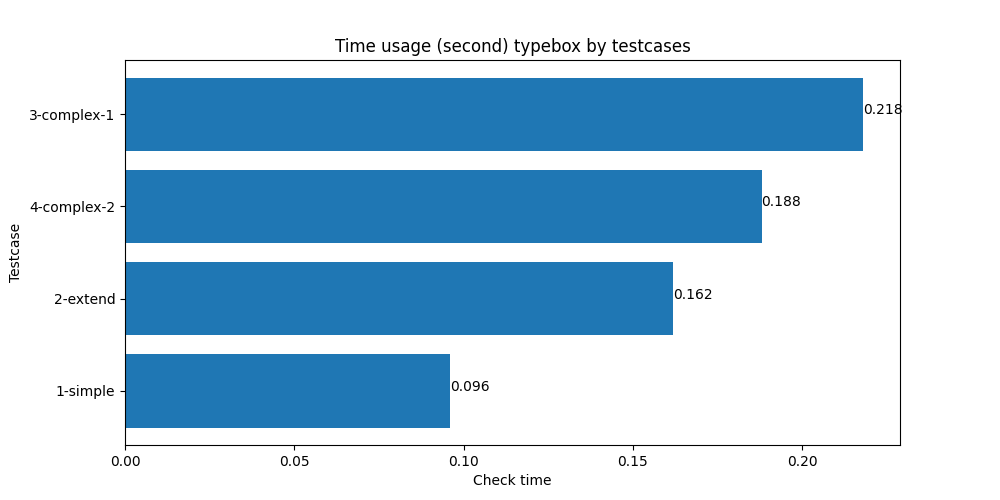 Time usage (second) typebox by testcases
Testcase
3-complex-1
0.218
4-complex-2
0.188
2-extend
0.162
1-simple
0.096
0.00 0.05 0.10 0.15 0.20
Check time